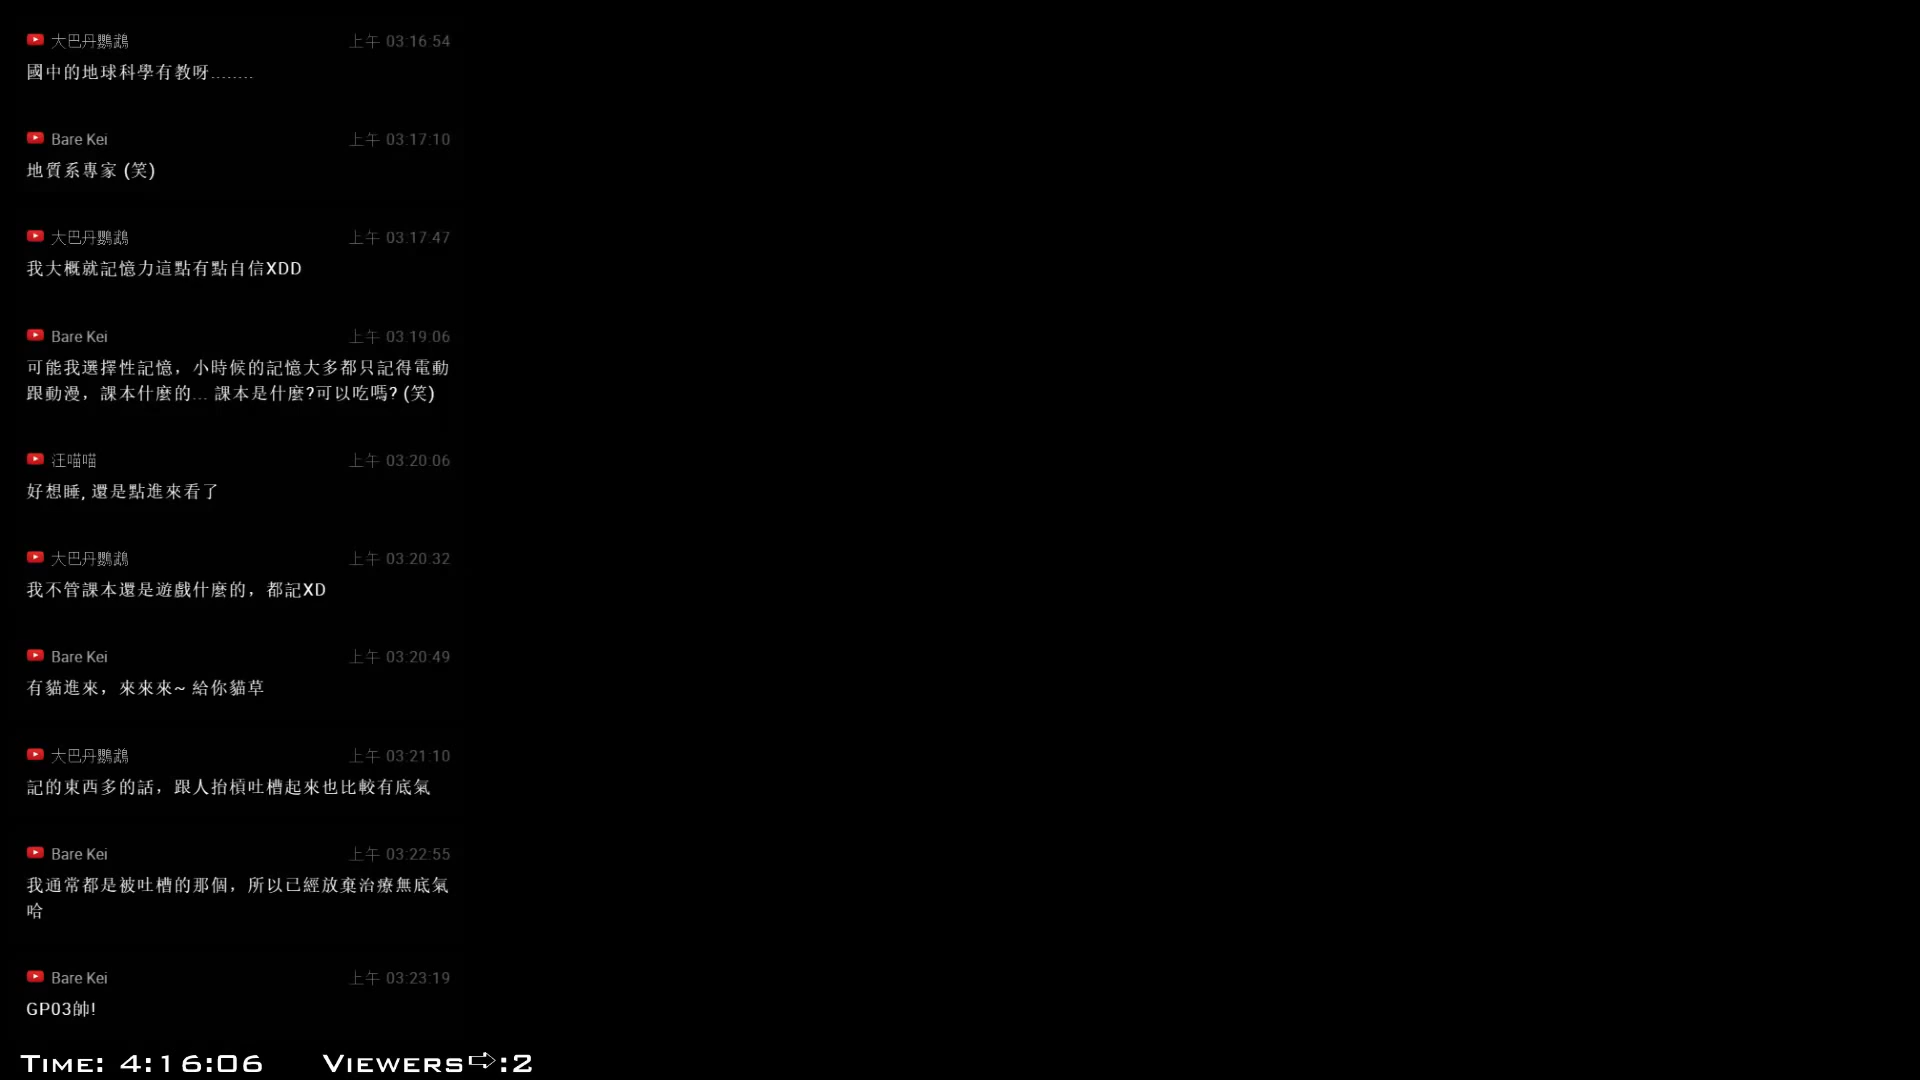 大巴丹鸚鵡 上午 03:16:54
國中的地球科學有教呀........
Bare Kei 上午 03:17:10
地質系專家 (笑)
大巴丹鸚鵡 上午 03:17:47
我大概就記憶力這點有點自信XDD
Bare Kei 上午 03:19:06
可能我選擇性記憶，小時候的記憶大多都只記得電動
跟動漫，課本什麼的... 課本是什麼?可以吃嗎? (笑)
汪喵喵 上午 03:20:06
好想睡, 還是點進來看了
大巴丹鸚鵡 上午 03:20:32
我不管課本還是遊戲什麼的，都記XD
Bare Kei 上午 03:20:49
有貓進來，來來來~ 給你貓草
大巴丹鸚鵡 上午 03:21:10
記的東西多的話，跟人抬槓吐槽起來也比較有底氣
Bare Kei 上午 03:22:55
我通常都是被吐槽的那個，所以已經放棄治療無底氣
哈
Bare Kei 上午 03:23:19
GP03帥!
Time: 4:16:06 Viewers➩:2